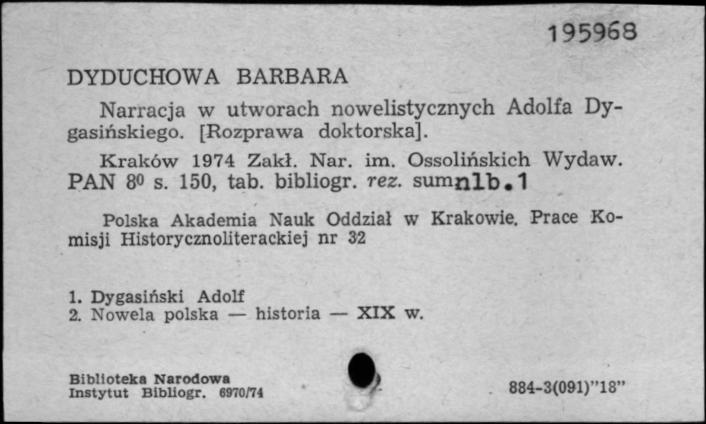 195968
DYDUCHOWA BARBARA
Narracja w utworach nowelistycznych Adolfa Dy-
gasińskiego. [Rozprawa doktorska].
Kraków 1974 Zakł. Nar. im. Ossolińskich Wydaw.
PAN 8⁰ s. 150, tab. bibliogr. rez. sum nlb.1
Polska Akademia Nauk Oddział w Krakowie. Prace Ko-
misji Historycznoliterackiej nr 32
1. Dygasiński Adolf
2. Nowela polska — historia — XIX w.
Biblioteka Narodowa
Instytut Bibliogr. 6970/74
884-3(091)"18"